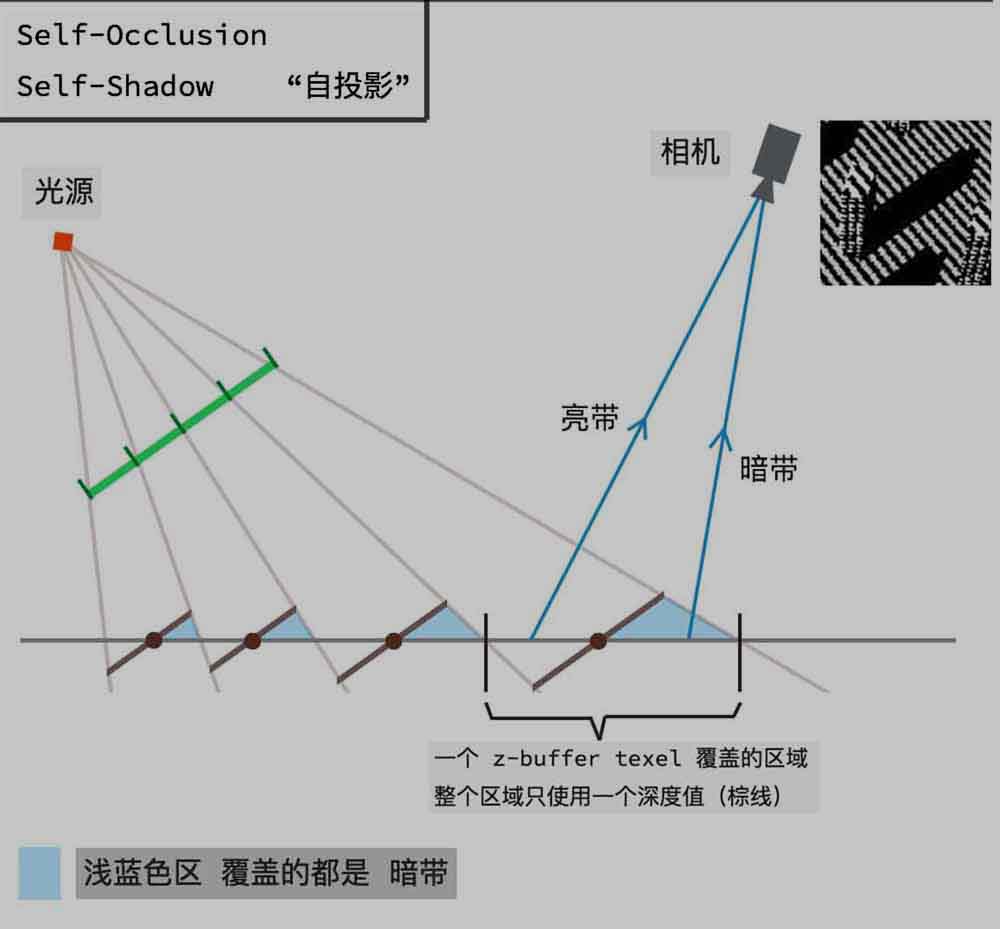 Self-Occlusion
Self-Shadow “自投影”
相机
光源
亮带
暗带
一个 z-buffer texel 覆盖的区域
整个区域只使用一个深度值（棕线）
浅蓝色区 覆盖的都是 暗带